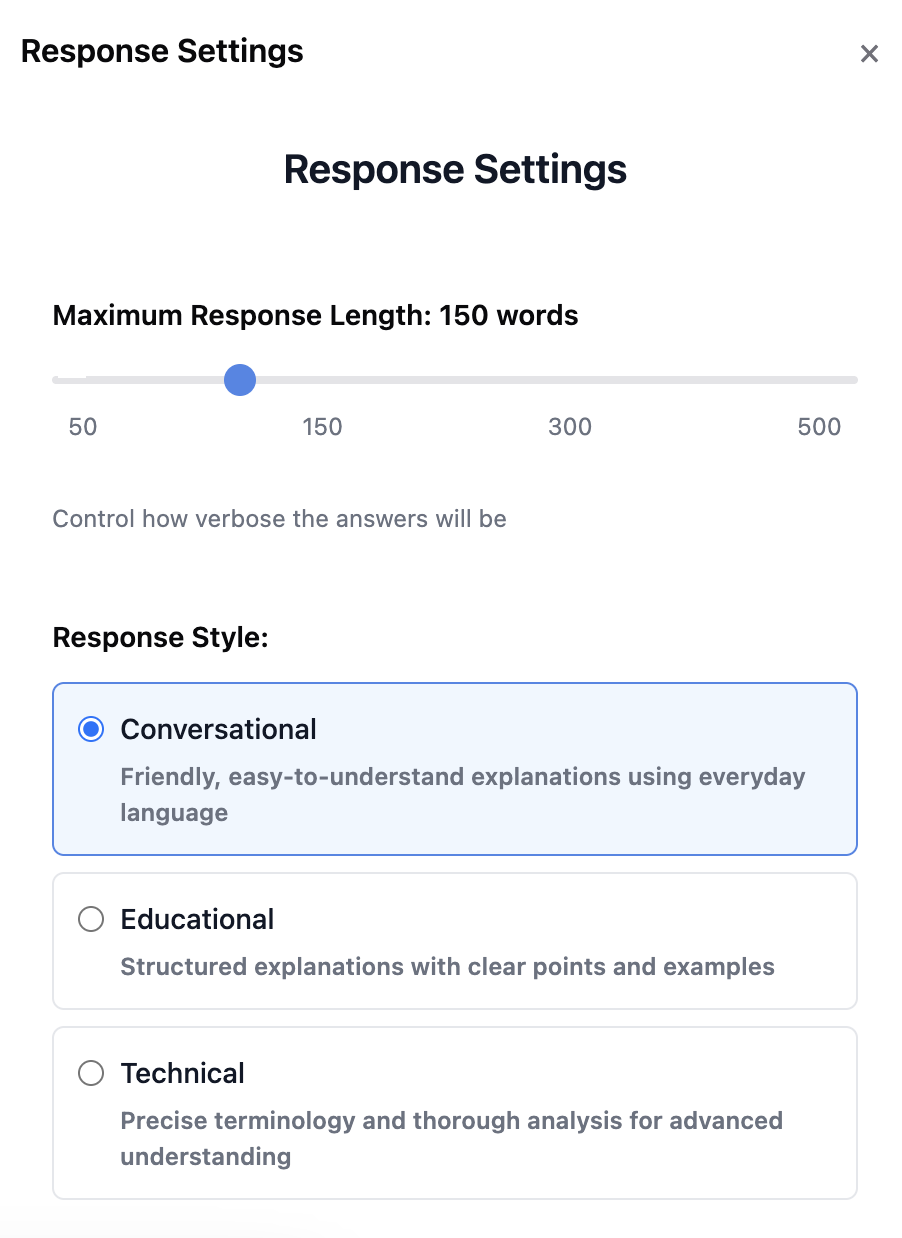 Response Settings
Response Settings
Maximum Response Length: 150 words
50 150 300 500
Control how verbose the answers will be
Response Style:
Conversational
Friendly, easy-to-understand explanations using everyday
language
Educational
Structured explanations with clear points and examples
Technical
Precise terminology and thorough analysis for advanced
understanding